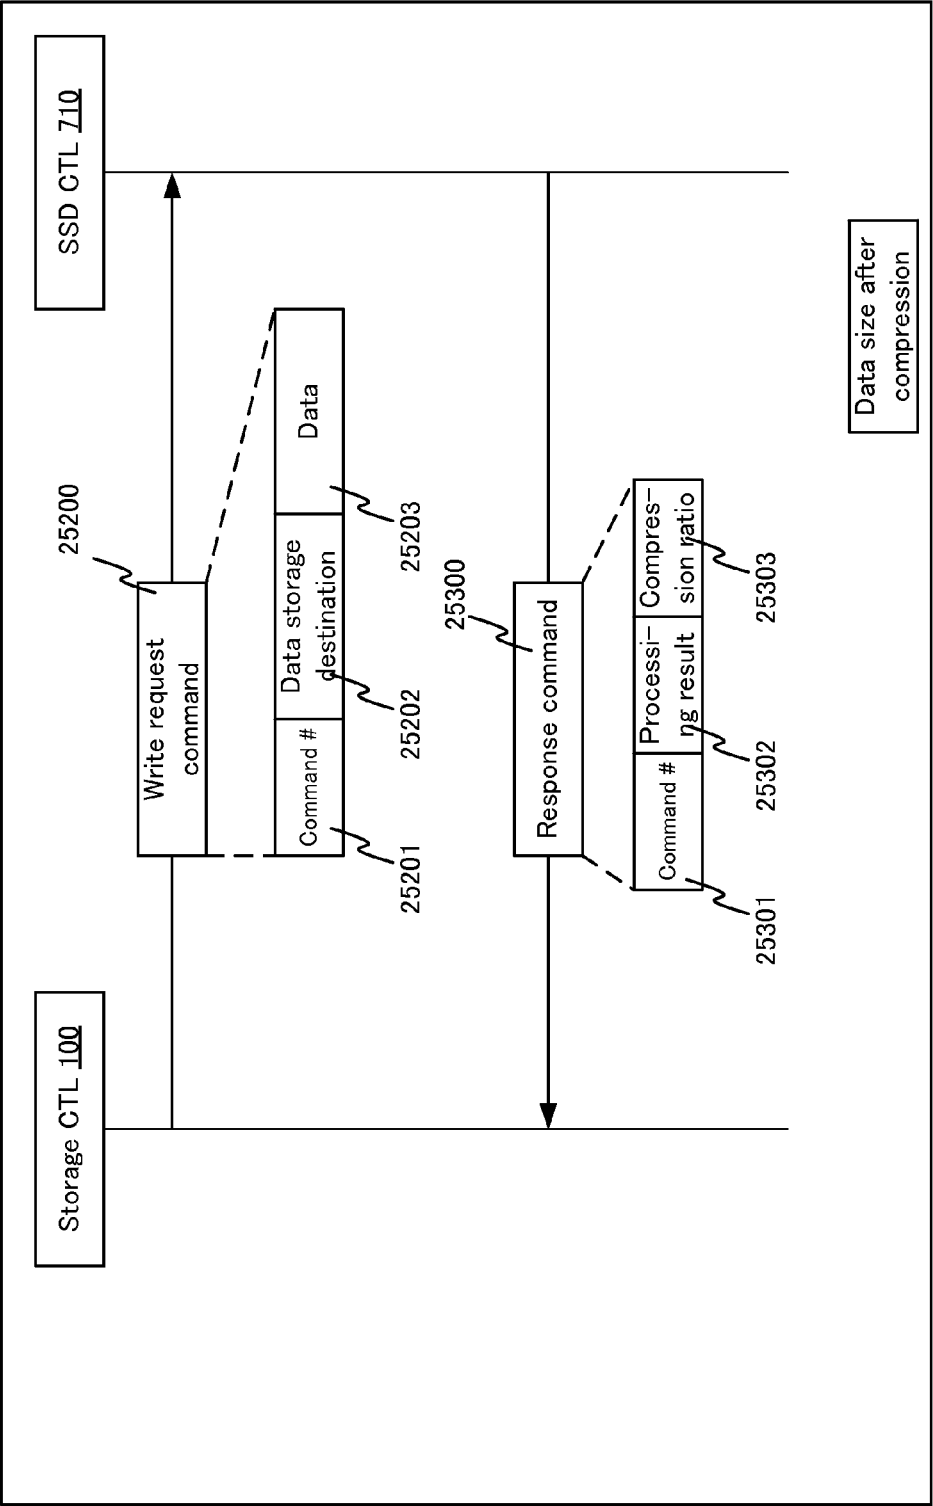 Storage CTL 100
SSD CTL 710
25200
Write request
command
Command #
Data storage
destination
Data
25201
25202
25203
25300
Response command
Command #
Processi-
ng result
Compres-
sion ratio
25301
25302
25303
Data size after
compression